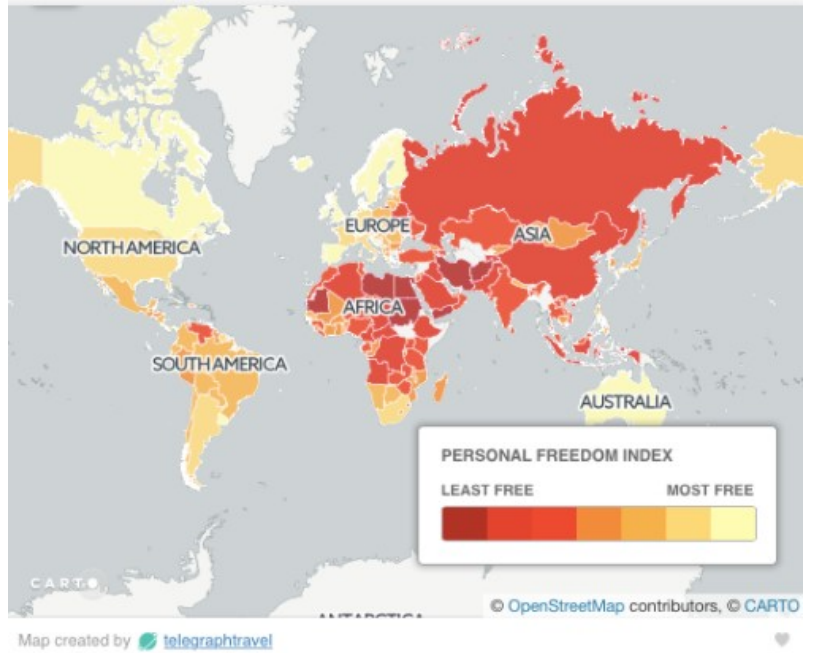 EUROPE
NORTH AMERICA
ASIA
AFRICA
SOUTH AMERICA
AUSTRALIA
PERSONAL FREEDOM INDEX
LEAST FREE MOST FREE
CARTO
© OpenStreetMap contributors, © CARTO
ANTARCTICA
Map created by telegraphtravel